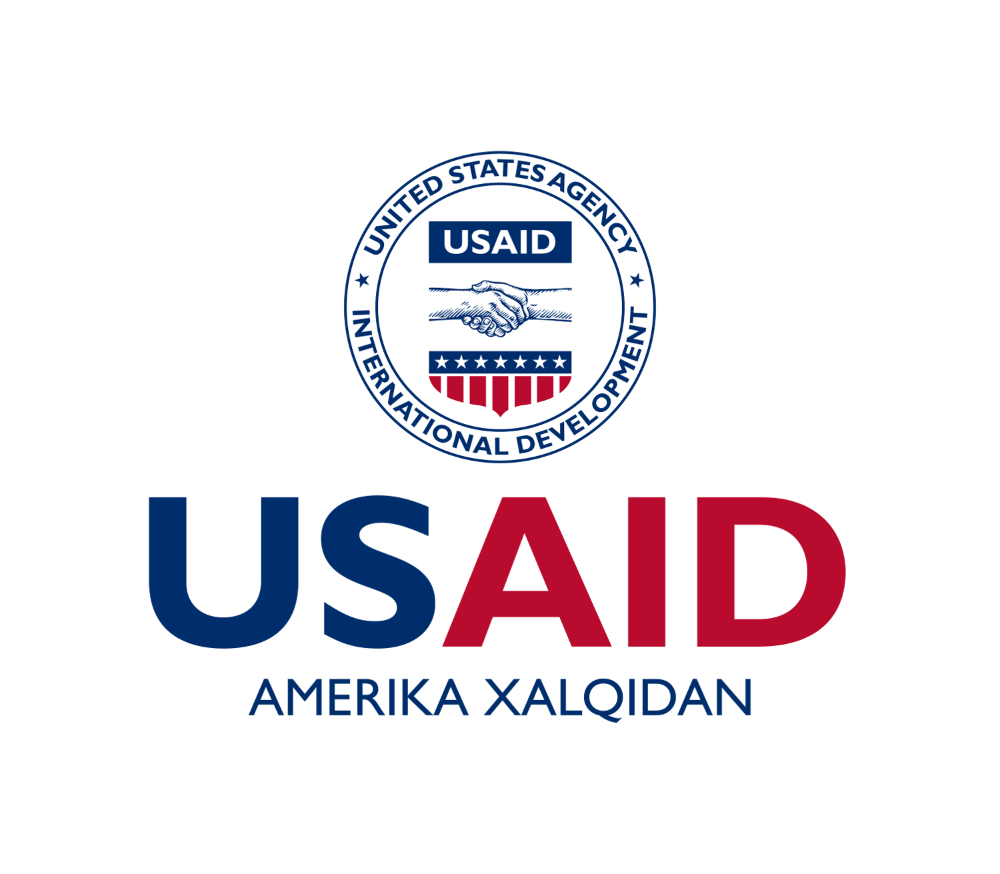 UNITED STATES AGENCY
USAID
INTERNATIONAL DEVELOPMENT
USAID
AMERIKA XALQIDAN